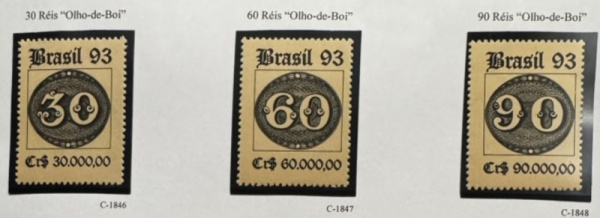 30 Réis “Olho-de-Boi”
60 Réis “Olho-de-Boi”
90 Réis “Olho-de-Boi”
Brasil 93
30
Cr$ 30.000,00
Brasil 93
60
Cr$ 60.000,00
Brasil 93
90
Cr$ 90.000,00
C-1846
C-1847
C-1848